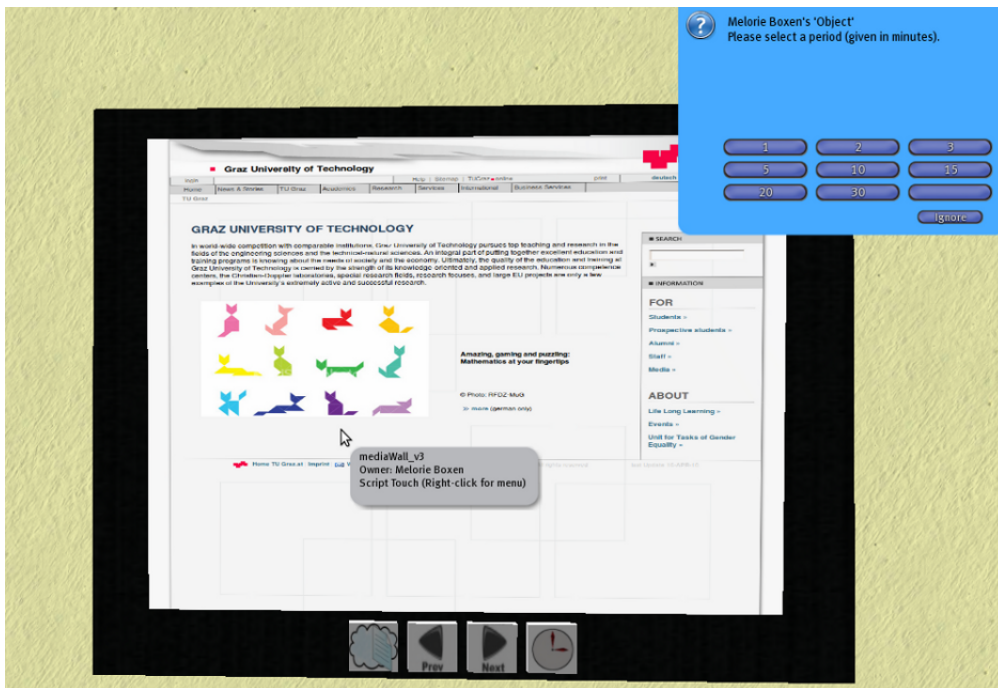 Melorie Boxen's 'Object'
Please select a period (given in minutes).
1 2 3
5 10 15
20 30
Ignore
Graz University of Technology
Help | Sitemap | TUGraz online
print
deutsch
Home News & Stories TU Graz Academics Research Services International Business Services
TU Graz
GRAZ UNIVERSITY OF TECHNOLOGY
In world-wide competition with comparable institutions, Graz University of Technology pursues top teaching and research in the
fields of the engineering sciences and the technical-natural sciences. An integral part of putting together excellent education and
training programs is knowing about the needs of society and the economy. Ultimately, the quality of the education and training at
Graz University of Technology is carried by the strength of its knowledge oriented and applied research. Numerous competence
centers, the Christian-Doppler laboratories, special research fields, research focuses, and large EU projects are only a few
examples of the University's extremely active and successful research.
Amazing, gaming and puzzling:
Mathematics at your fingertips
© Photo: RFDZ-MuG
>> more (german only)
SEARCH
INFORMATION
FOR
Students »
Prospective students »
Alumni »
Staff »
Media »
ABOUT
Life Long Learning »
Events »
Unit for Tasks of Gender
Equality »
Home TU Graz.at Imprint
mediaWall_v3
Owner: Melorie Boxen
Script Touch (Right-click for menu)
Prev
Next